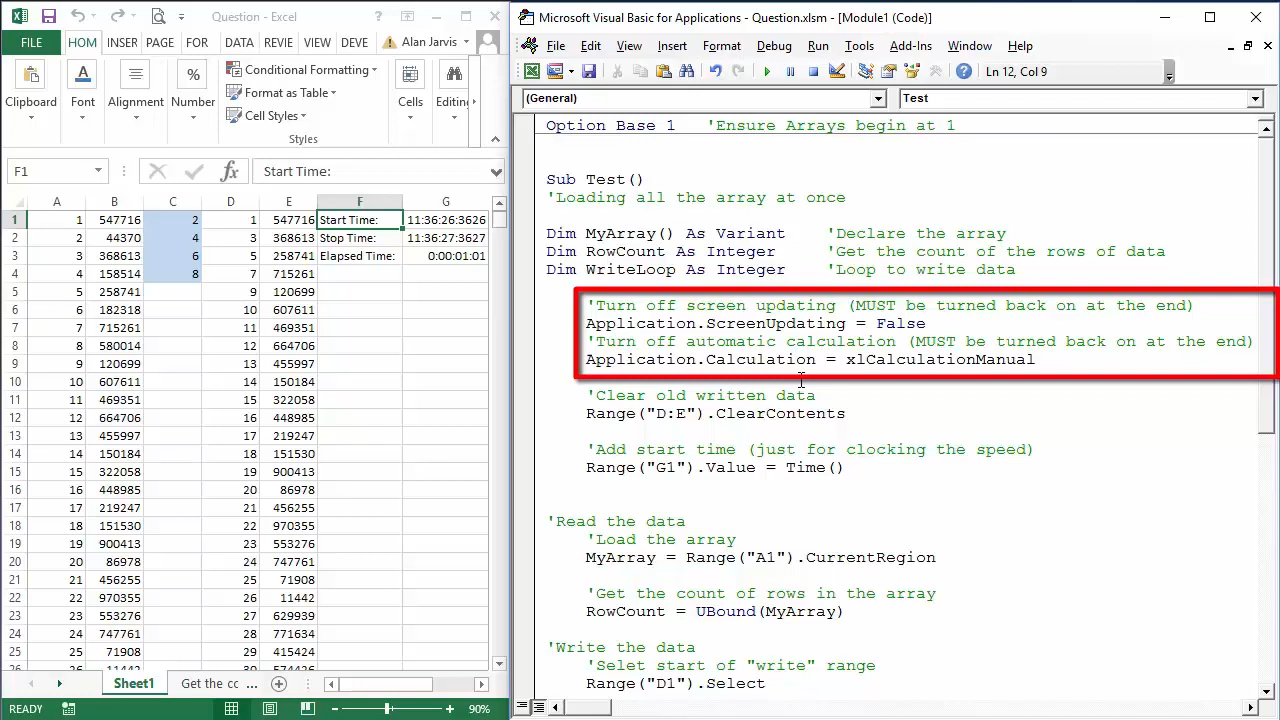 Question - Excel
FILE HOM INSER PAGE FOR DATA REVIE VIEW DEVE Alan Jarvis
Clipboard Font Alignment Number Conditional Formatting Format as Table Cell Styles Styles Cells Editing
F1 Start Time:
A B C D E F G
1 1 547716 2 1 547716 Start Time: 11:36:26:3626
2 2 44370 4 3 368613 Stop Time: 11:36:27:3627
3 3 368613 6 5 258741 Elapsed Time: 0:00:01:01
4 4 158514 8 7 715261
5 5 258741 9 120699
6 6 182318 10 607611
7 7 715261 11 469351
8 8 580014 12 664706
9 9 120699 13 455997
10 10 607611 14 150184
11 11 469351 15 322058
12 12 664706 16 448985
13 13 455997 17 219247
14 14 150184 18 151530
15 15 322058 19 900413
16 16 448985 20 86978
17 17 219247 21 456255
18 18 151530 22 970355
19 19 900413 23 553276
20 20 86978 24 747761
21 21 456255 25 71908
22 22 970355 26 11442
23 23 553276 27 629939
24 24 747761 28 771634
25 25 71908 29 415424
26 26 11442 30 574426
Sheet1 Get the cc ...
READY 90%
Microsoft Visual Basic for Applications - Question.xlsm - [Module1 (Code)]
File Edit View Insert Format Debug Run Tools Add-Ins Window Help
Ln 12, Col 9
(General) Test
Option Base 1 'Ensure Arrays begin at 1
Sub Test()
'Loading all the array at once
Dim MyArray() As Variant 'Declare the array
Dim RowCount As Integer 'Get the count of the rows of data
Dim WriteLoop As Integer 'Loop to write data
'Turn off screen updating (MUST be turned back on at the end)
Application.ScreenUpdating = False
'Turn off automatic calculation (MUST be turned back on at the end)
Application.Calculation = xlCalculationManual
'Clear old written data
Range("D:E").ClearContents
'Add start time (just for clocking the speed)
Range("G1").Value = Time()
'Read the data
'Load the array
MyArray = Range("A1").CurrentRegion
'Get the count of rows in the array
RowCount = UBound(MyArray)
'Write the data
'Selet start of "write" range
Range("D1").Select